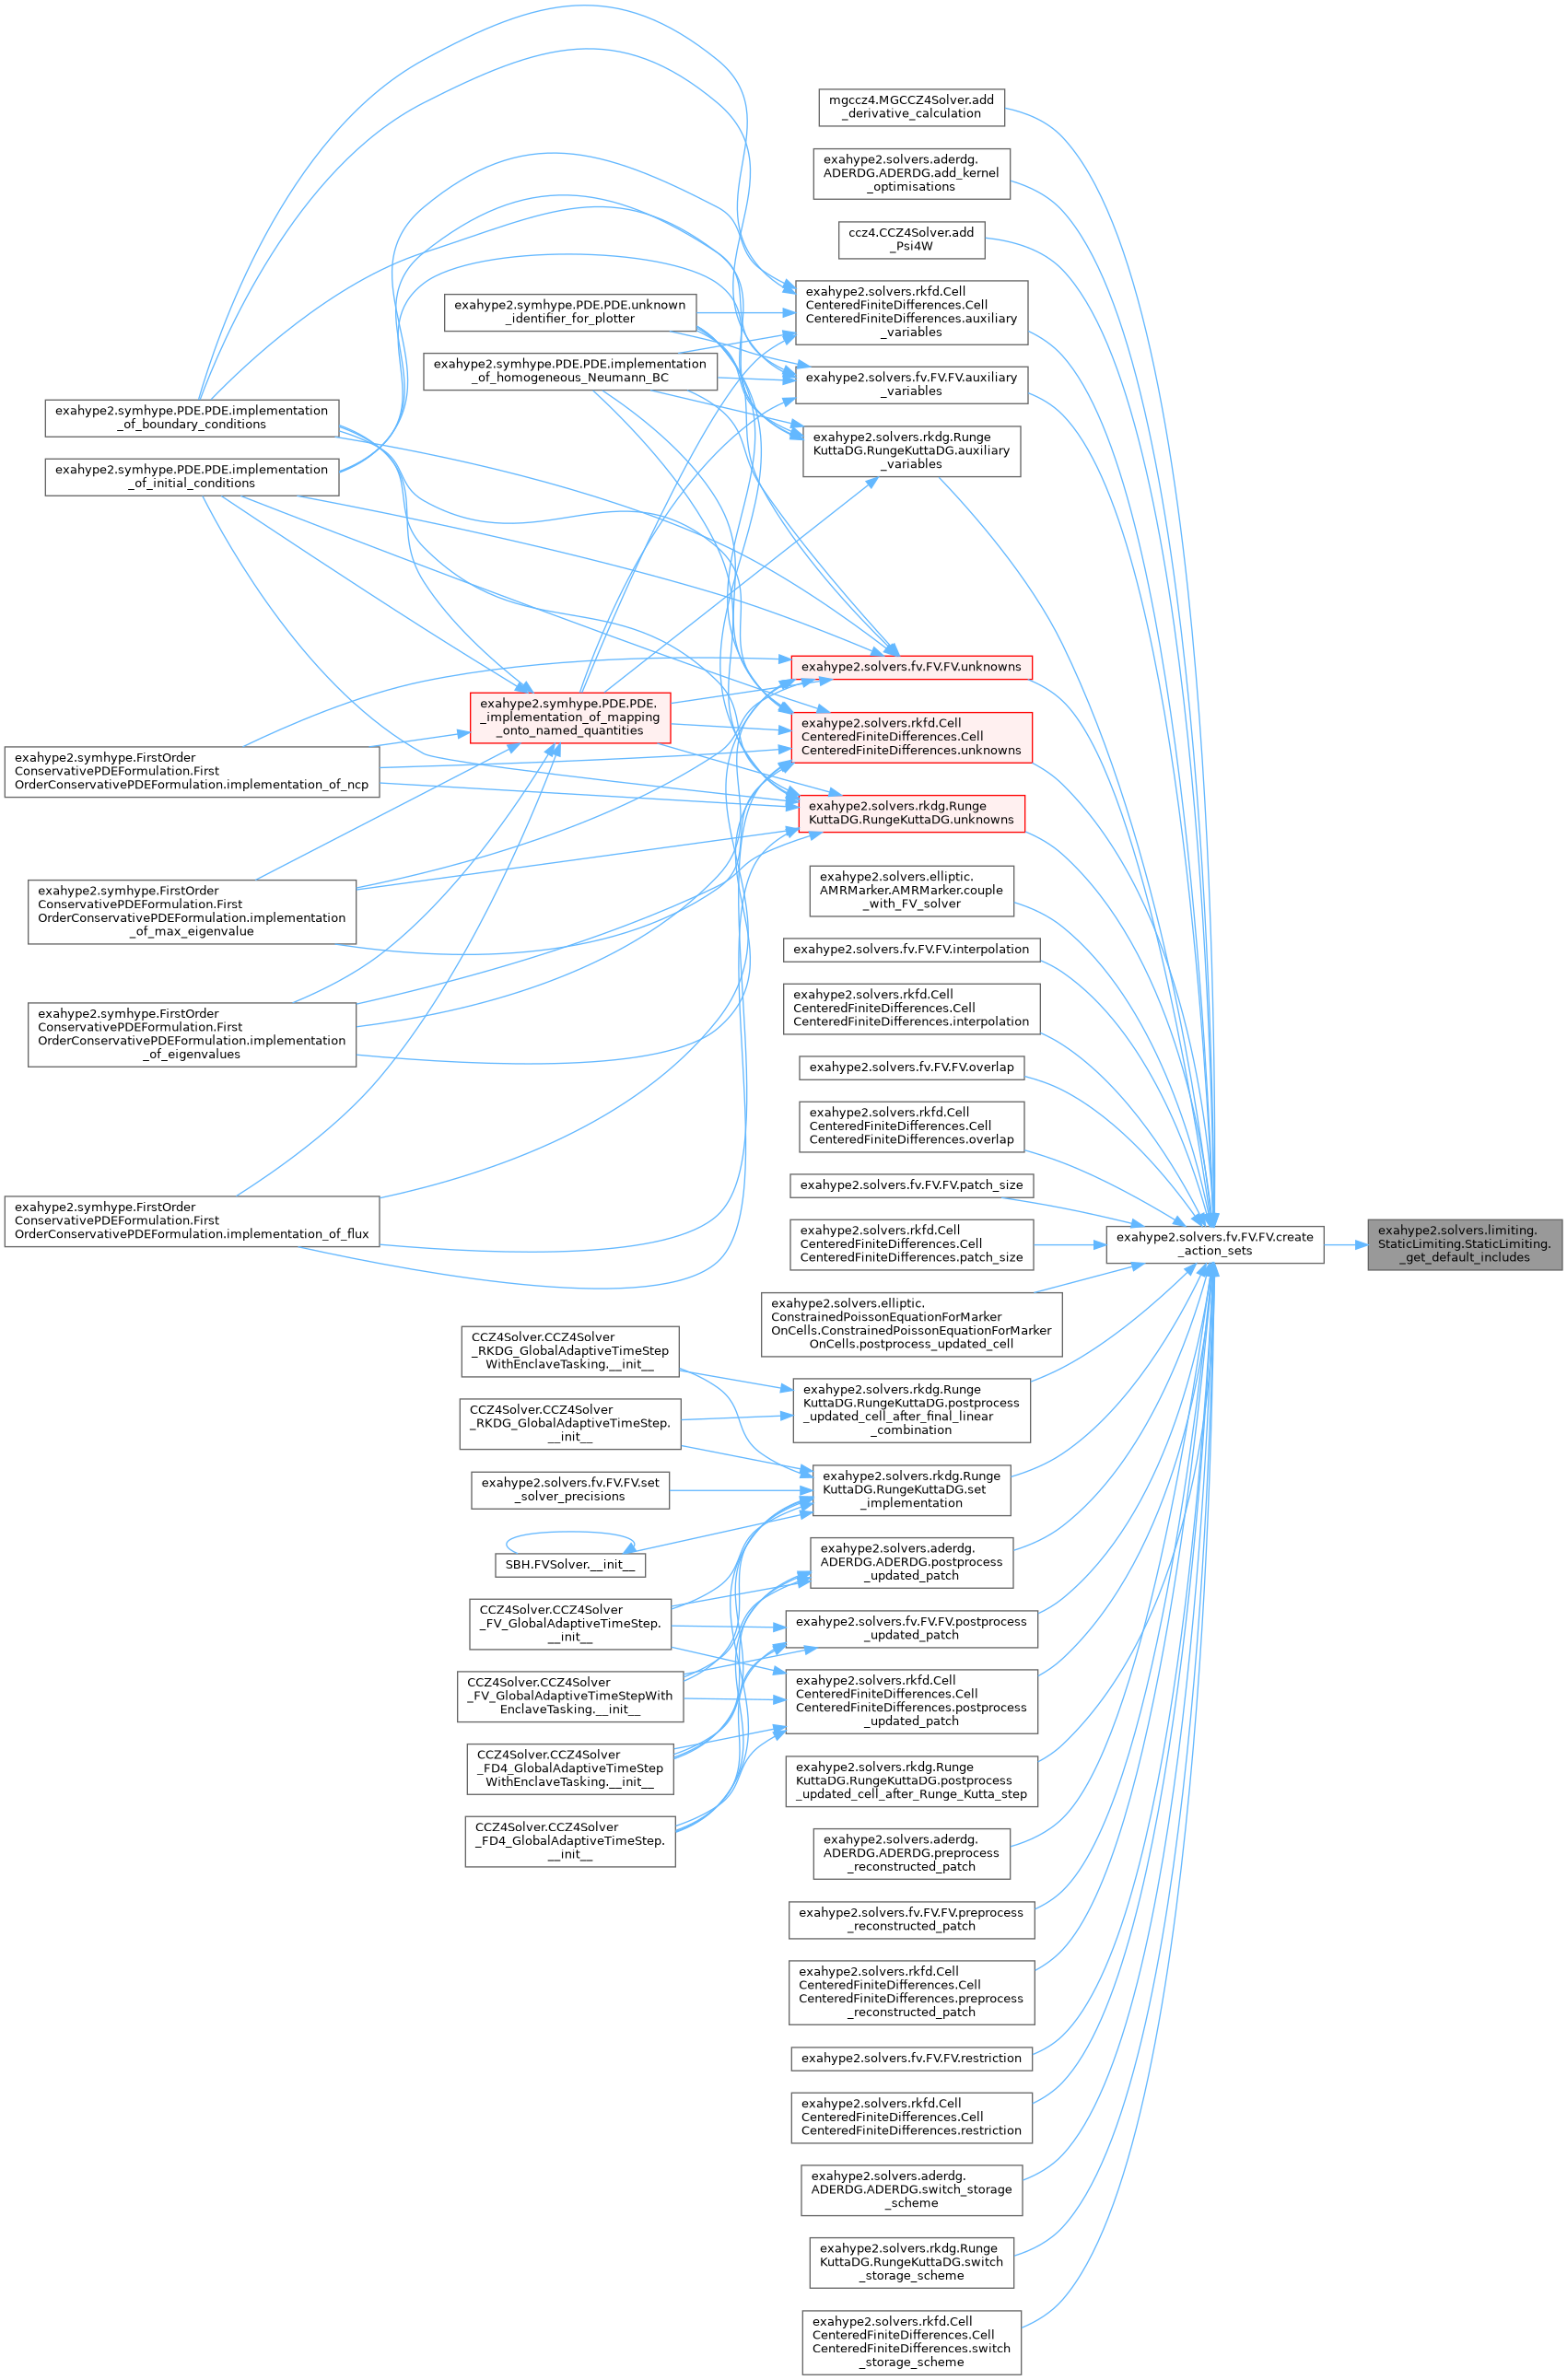 mgccz4.MGCCZ4Solver.add
_derivative_calculation
exahype2.solvers.aderdg.
ADERDG.ADERDG.add_kernel
_optimisations
ccz4.CCZ4Solver.add
_Psi4W
exahype2.solvers.rkfd.Cell
CenteredFiniteDifferences.Cell
CenteredFiniteDifferences.auxiliary
_variables
exahype2.symhype.PDE.PDE.unknown
_identifier_for_plotter
exahype2.symhype.PDE.PDE.implementation
_of_homogeneous_Neumann_BC
exahype2.solvers.fv.FV.FV.auxiliary
_variables
exahype2.symhype.PDE.PDE.implementation
_of_boundary_conditions
exahype2.solvers.rkdg.Runge
KuttaDG.RungeKuttaDG.auxiliary
_variables
exahype2.symhype.PDE.PDE.implementation
_of_initial_conditions
exahype2.solvers.fv.FV.FV.unknowns
exahype2.symhype.PDE.PDE.
_implementation_of_mapping
_onto_named_quantities
exahype2.solvers.rkfd.Cell
CenteredFiniteDifferences.Cell
CenteredFiniteDifferences.unknowns
exahype2.symhype.FirstOrder
ConservativePDEFormulation.First
OrderConservativePDEFormulation.implementation_of_ncp
exahype2.solvers.rkdg.Runge
KuttaDG.RungeKuttaDG.unknowns
exahype2.symhype.FirstOrder
ConservativePDEFormulation.First
OrderConservativePDEFormulation.implementation
_of_max_eigenvalue
exahype2.solvers.elliptic.
AMRMarker.AMRMarker.couple
_with_FV_solver
exahype2.solvers.fv.FV.FV.interpolation
exahype2.solvers.rkfd.Cell
CenteredFiniteDifferences.Cell
CenteredFiniteDifferences.interpolation
exahype2.symhype.FirstOrder
ConservativePDEFormulation.First
OrderConservativePDEFormulation.implementation
_of_eigenvalues
exahype2.solvers.fv.FV.FV.overlap
exahype2.solvers.rkfd.Cell
CenteredFiniteDifferences.Cell
CenteredFiniteDifferences.overlap
exahype2.solvers.fv.FV.FV.patch_size
exahype2.symhype.FirstOrder
ConservativePDEFormulation.First
OrderConservativePDEFormulation.implementation_of_flux
exahype2.solvers.rkfd.Cell
CenteredFiniteDifferences.Cell
CenteredFiniteDifferences.patch_size
exahype2.solvers.fv.FV.FV.create
_action_sets
exahype2.solvers.limiting.
StaticLimiting.StaticLimiting.
_get_default_includes
exahype2.solvers.elliptic.
ConstrainedPoissonEquationForMarker
OnCells.ConstrainedPoissonEquationForMarker
OnCells.postprocess_updated_cell
CCZ4Solver.CCZ4Solver
_RKDG_GlobalAdaptiveTimeStep
WithEnclaveTasking.__init__
exahype2.solvers.rkdg.Runge
KuttaDG.RungeKuttaDG.postprocess
_updated_cell_after_final_linear
_combination
CCZ4Solver.CCZ4Solver
_RKDG_GlobalAdaptiveTimeStep.
__init__
exahype2.solvers.rkdg.Runge
KuttaDG.RungeKuttaDG.set
_implementation
exahype2.solvers.fv.FV.FV.set
_solver_precisions
SBH.FVSolver.__init__
exahype2.solvers.aderdg.
ADERDG.ADERDG.postprocess
_updated_patch
CCZ4Solver.CCZ4Solver
_FV_GlobalAdaptiveTimeStep.
__init__
exahype2.solvers.fv.FV.FV.postprocess
_updated_patch
CCZ4Solver.CCZ4Solver
_FV_GlobalAdaptiveTimeStepWith
EnclaveTasking.__init__
exahype2.solvers.rkfd.Cell
CenteredFiniteDifferences.Cell
CenteredFiniteDifferences.postprocess
_updated_patch
CCZ4Solver.CCZ4Solver
_FD4_GlobalAdaptiveTimeStep
WithEnclaveTasking.__init__
exahype2.solvers.rkdg.Runge
KuttaDG.RungeKuttaDG.postprocess
_updated_cell_after_Runge_Kutta_step
CCZ4Solver.CCZ4Solver
_FD4_GlobalAdaptiveTimeStep.
__init__
exahype2.solvers.aderdg.
ADERDG.ADERDG.preprocess
_reconstructed_patch
exahype2.solvers.fv.FV.FV.preprocess
_reconstructed_patch
exahype2.solvers.rkfd.Cell
CenteredFiniteDifferences.Cell
CenteredFiniteDifferences.preprocess
_reconstructed_patch
exahype2.solvers.fv.FV.FV.restriction
exahype2.solvers.rkfd.Cell
CenteredFiniteDifferences.Cell
CenteredFiniteDifferences.restriction
exahype2.solvers.aderdg.
ADERDG.ADERDG.switch_storage
_scheme
exahype2.solvers.rkdg.Runge
KuttaDG.RungeKuttaDG.switch
_storage_scheme
exahype2.solvers.rkfd.Cell
CenteredFiniteDifferences.Cell
CenteredFiniteDifferences.switch
_storage_scheme